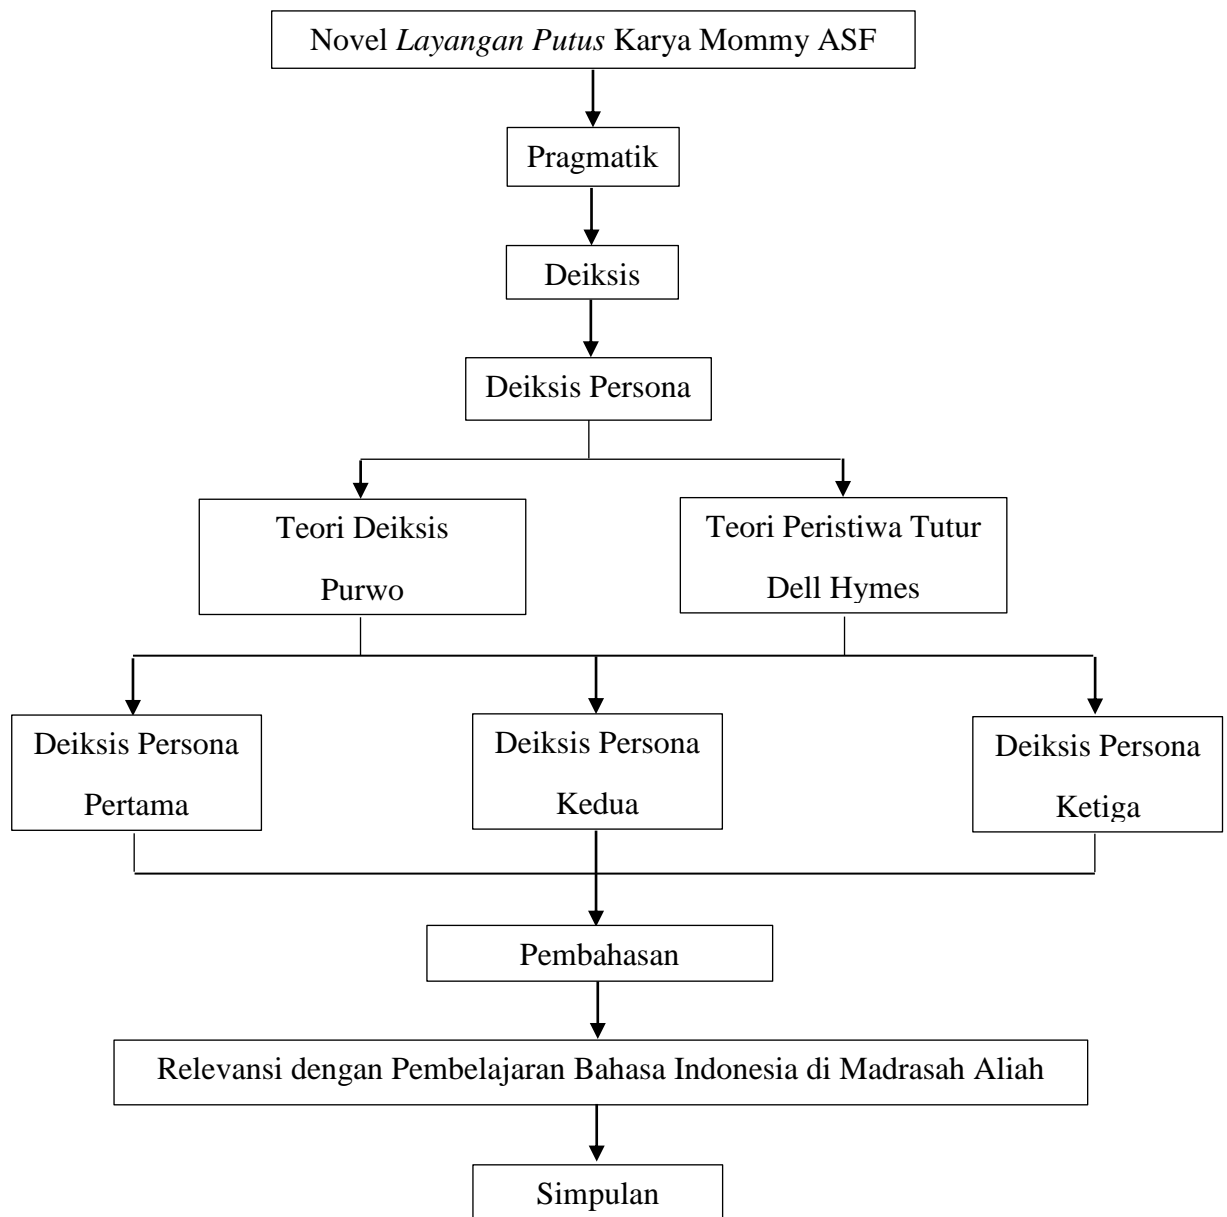 Novel Layangan Putus Karya Mommy ASF
Pragmatik
Deiksis
Deiksis Persona
Teori Deiksis
Purwo
Teori Peristiwa Tutur
Dell Hymes
Deiksis Persona
Pertama
Deiksis Persona
Kedua
Deiksis Persona
Ketiga
Pembahasan
Relevansi dengan Pembelajaran Bahasa Indonesia di Madrasah Aliah
Simpulan